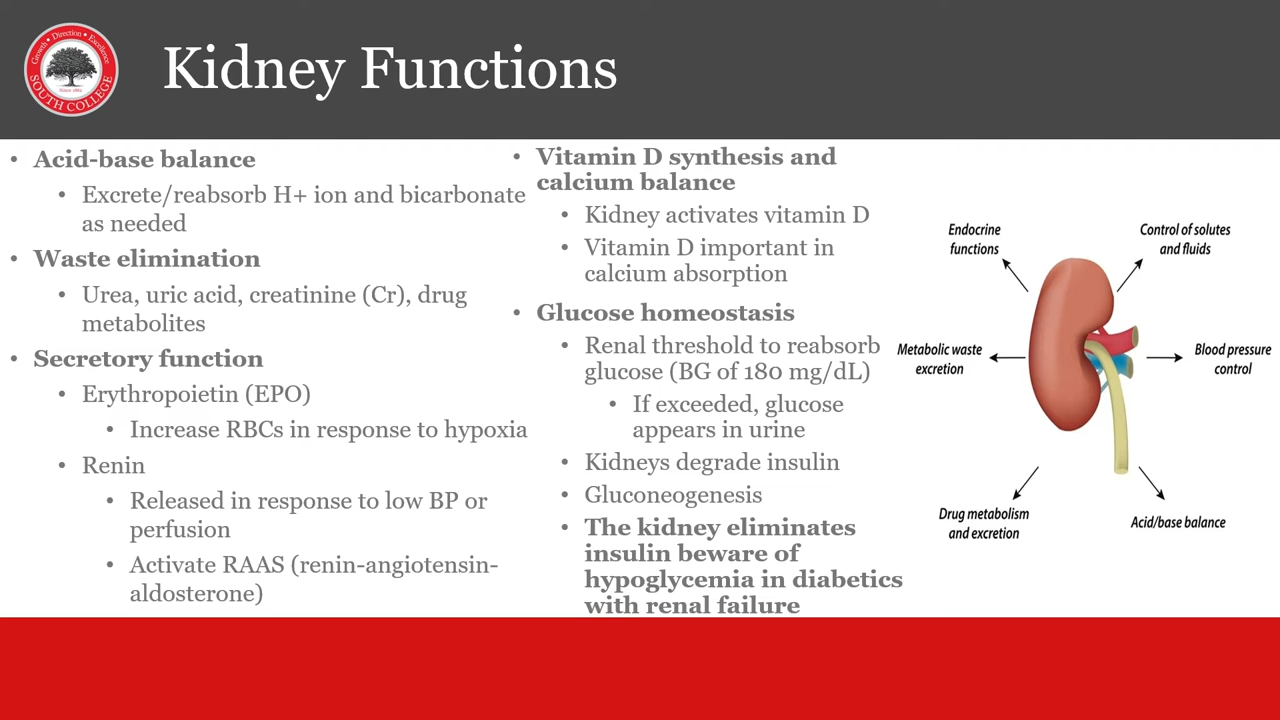 Growth • Direction • Excellence
Since 1882
SOUTH COLLEGE
Kidney Functions
• Acid-base balance
• Excrete/reabsorb H+ ion and bicarbonate
as needed
• Waste elimination
• Urea, uric acid, creatinine (Cr), drug
metabolites
• Secretory function
• Erythropoietin (EPO)
• Increase RBCs in response to hypoxia
• Renin
• Released in response to low BP or
perfusion
• Activate RAAS (renin-angiotensin-
aldosterone)
• Vitamin D synthesis and
calcium balance
• Kidney activates vitamin D
• Vitamin D important in
calcium absorption
• Glucose homeostasis
• Renal threshold to reabsorb
glucose (BG of 180 mg/dL)
• If exceeded, glucose
appears in urine
• Kidneys degrade insulin
• Gluconeogenesis
• The kidney eliminates
insulin beware of
hypoglycemia in diabetics
with renal failure
Endocrine
functions
Control of solutes
and fluids
Metabolic waste
excretion
Blood pressure
control
Drug metabolism
and excretion
Acid/base balance